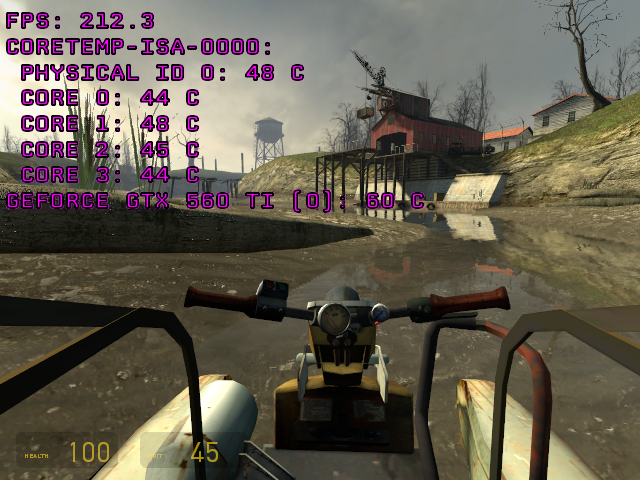 FPS: 212.3
CORETEMP-ISA-0000:
PHYSICAL ID 0: 48 C
CORE 0: 44 C
CORE 1: 48 C
CORE 2: 45 C
CORE 3: 44 C
GEFORCE GTX 560 TI [0]: 60 C
HEALTH 100 SUIT 45